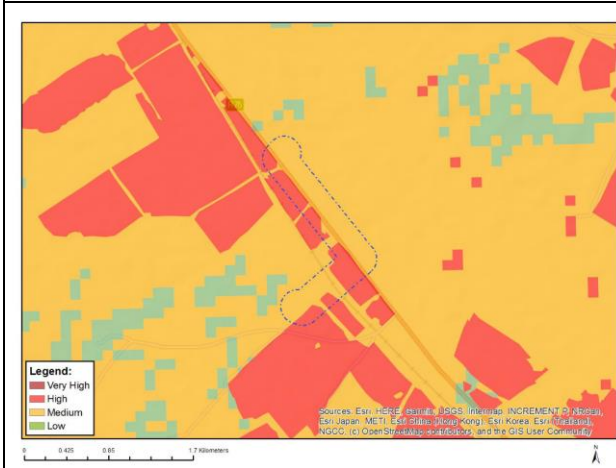 Legend:
Very High
High
Medium
Low
Sources: Esri, HERE, Garmin, USGS, Intermap, INCREMENT P, NRCan,
Esri Japan, METI, Esri China (Hong Kong), Esri Korea, Esri (Thailand),
NGCC, (c) OpenStreetMap contributors, and the GIS User Community
0 0.425 0.85 1.7 Kilometers
N